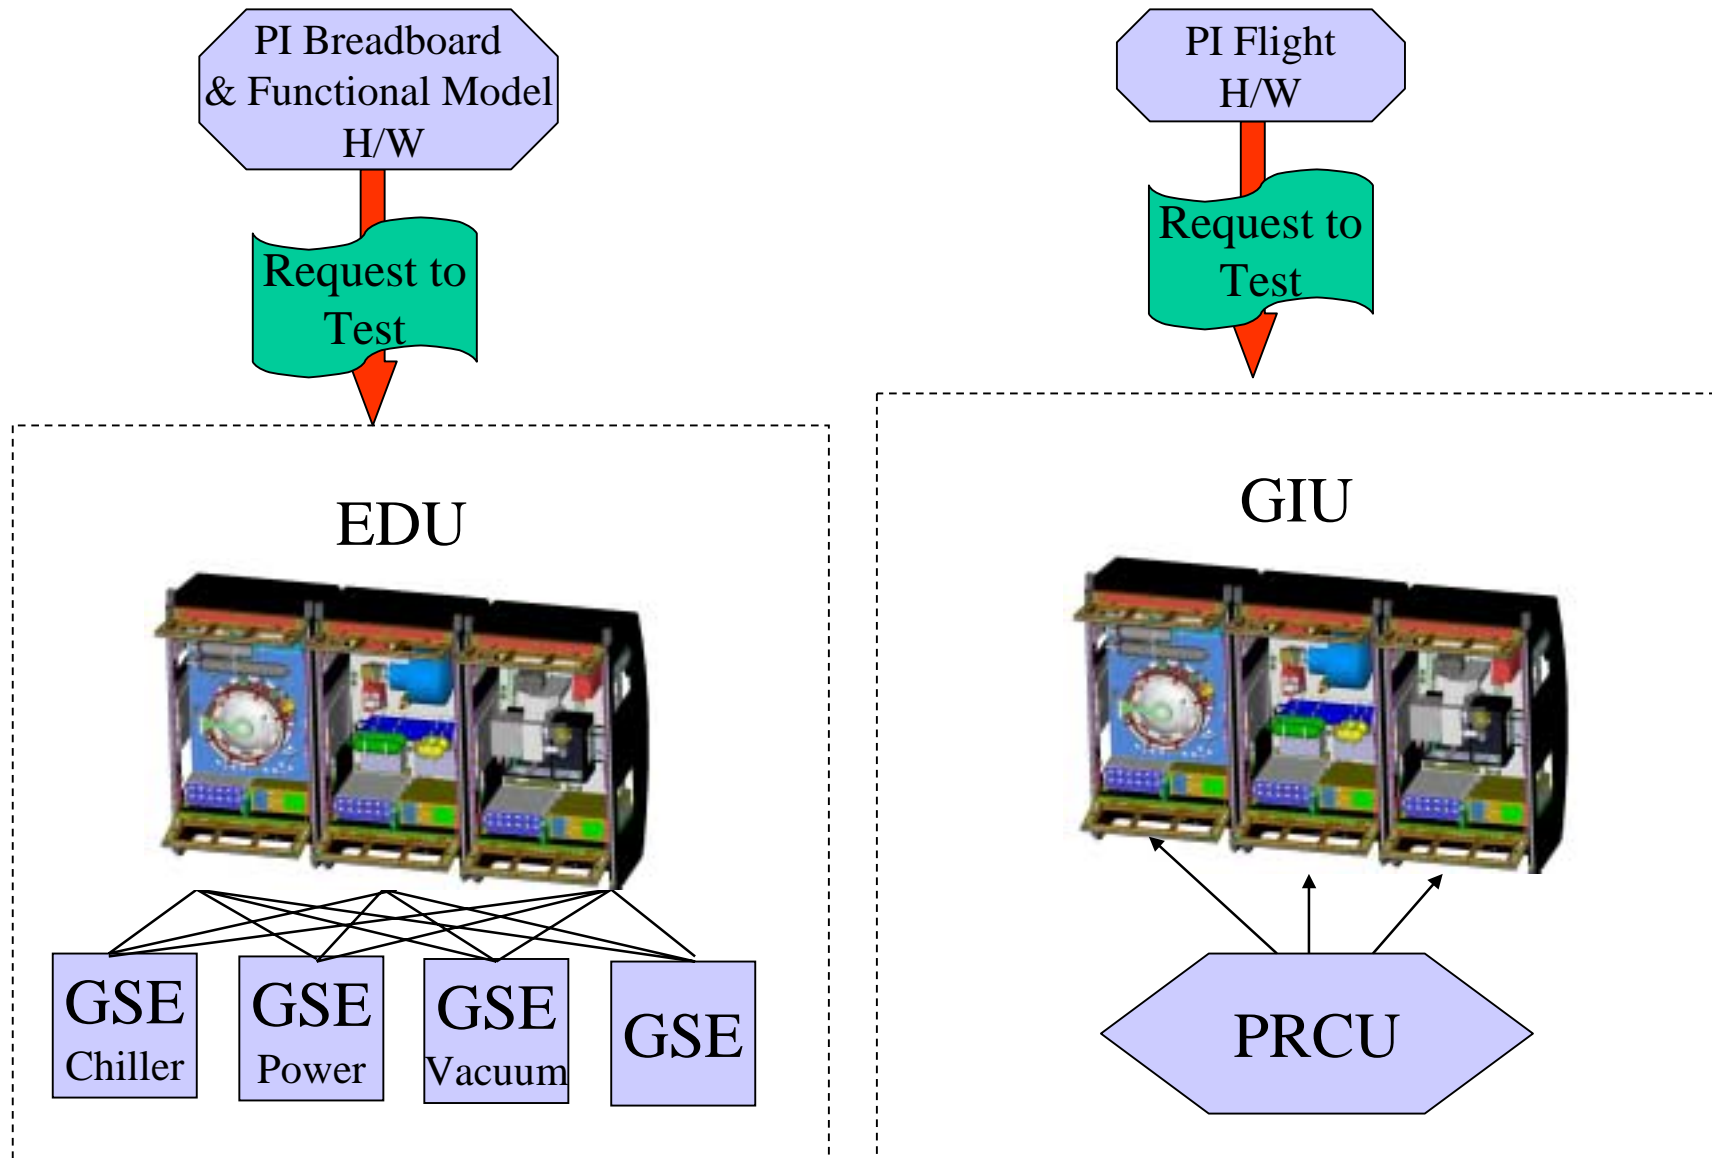 PI Breadboard
& Functional Model
H/W
Request to
Test
EDU
GSE
Chiller
GSE
Power
GSE
Vacuum
GSE
PI Flight
H/W
Request to
Test
GIU
PRCU